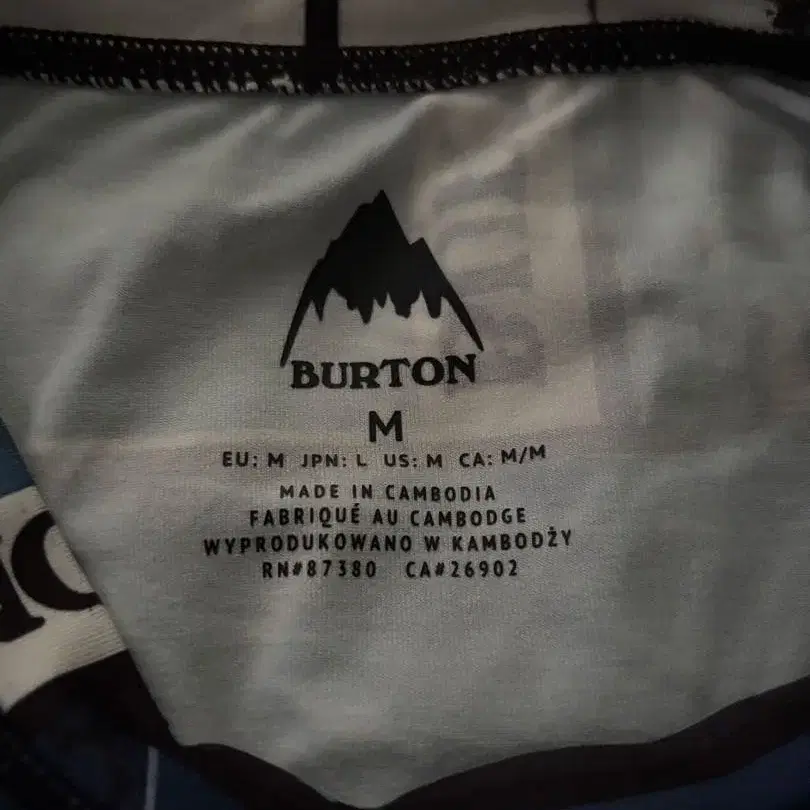 BURTON
M
EU: M JPN: L US: M CA: M/M
MADE IN CAMBODIA
FABRIQUÉ AU CAMBODGE
WYPRODUKOWANO W KAMBODŻY
RN#87380 CA#26902